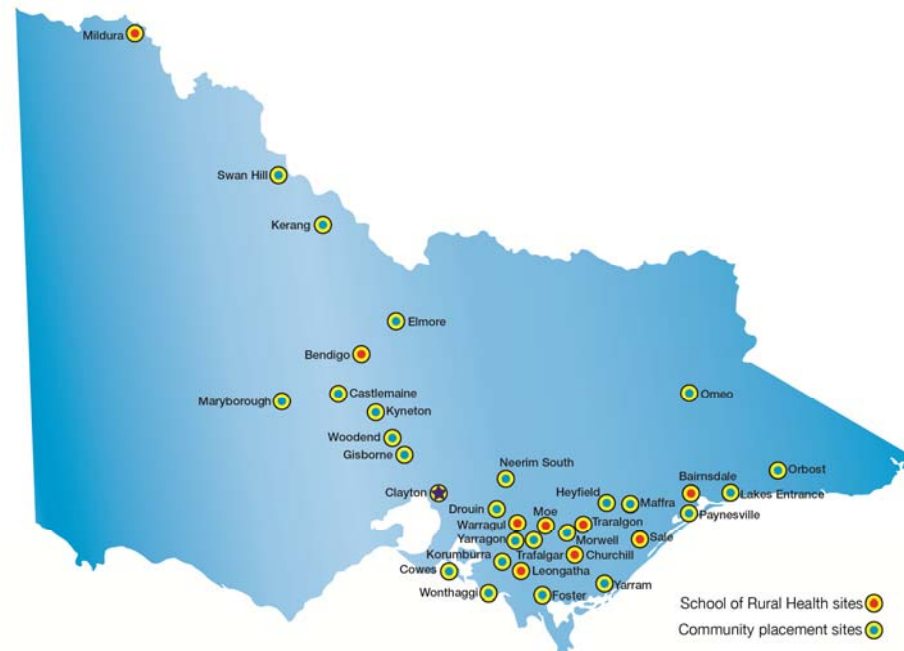 Mildura
Swan Hill
Kerang
Elmore
Bendigo
Castlemaine
Omeo
Maryborough
Kyneton
Woodend
Gisborne
Neerim South
Orbost
Bairnsdale
Clayton
Heyfield
Lakes Entrance
Maffra
Drouin
Moe
Paynesville
Warragul
Traralgon
Yarragon
Morwell
Sale
Korumburra
Trafalgar
Churchill
Cowes
Leongatha
Yarram
Wonthaggi
Foster
School of Rural Health sites
Community placement sites